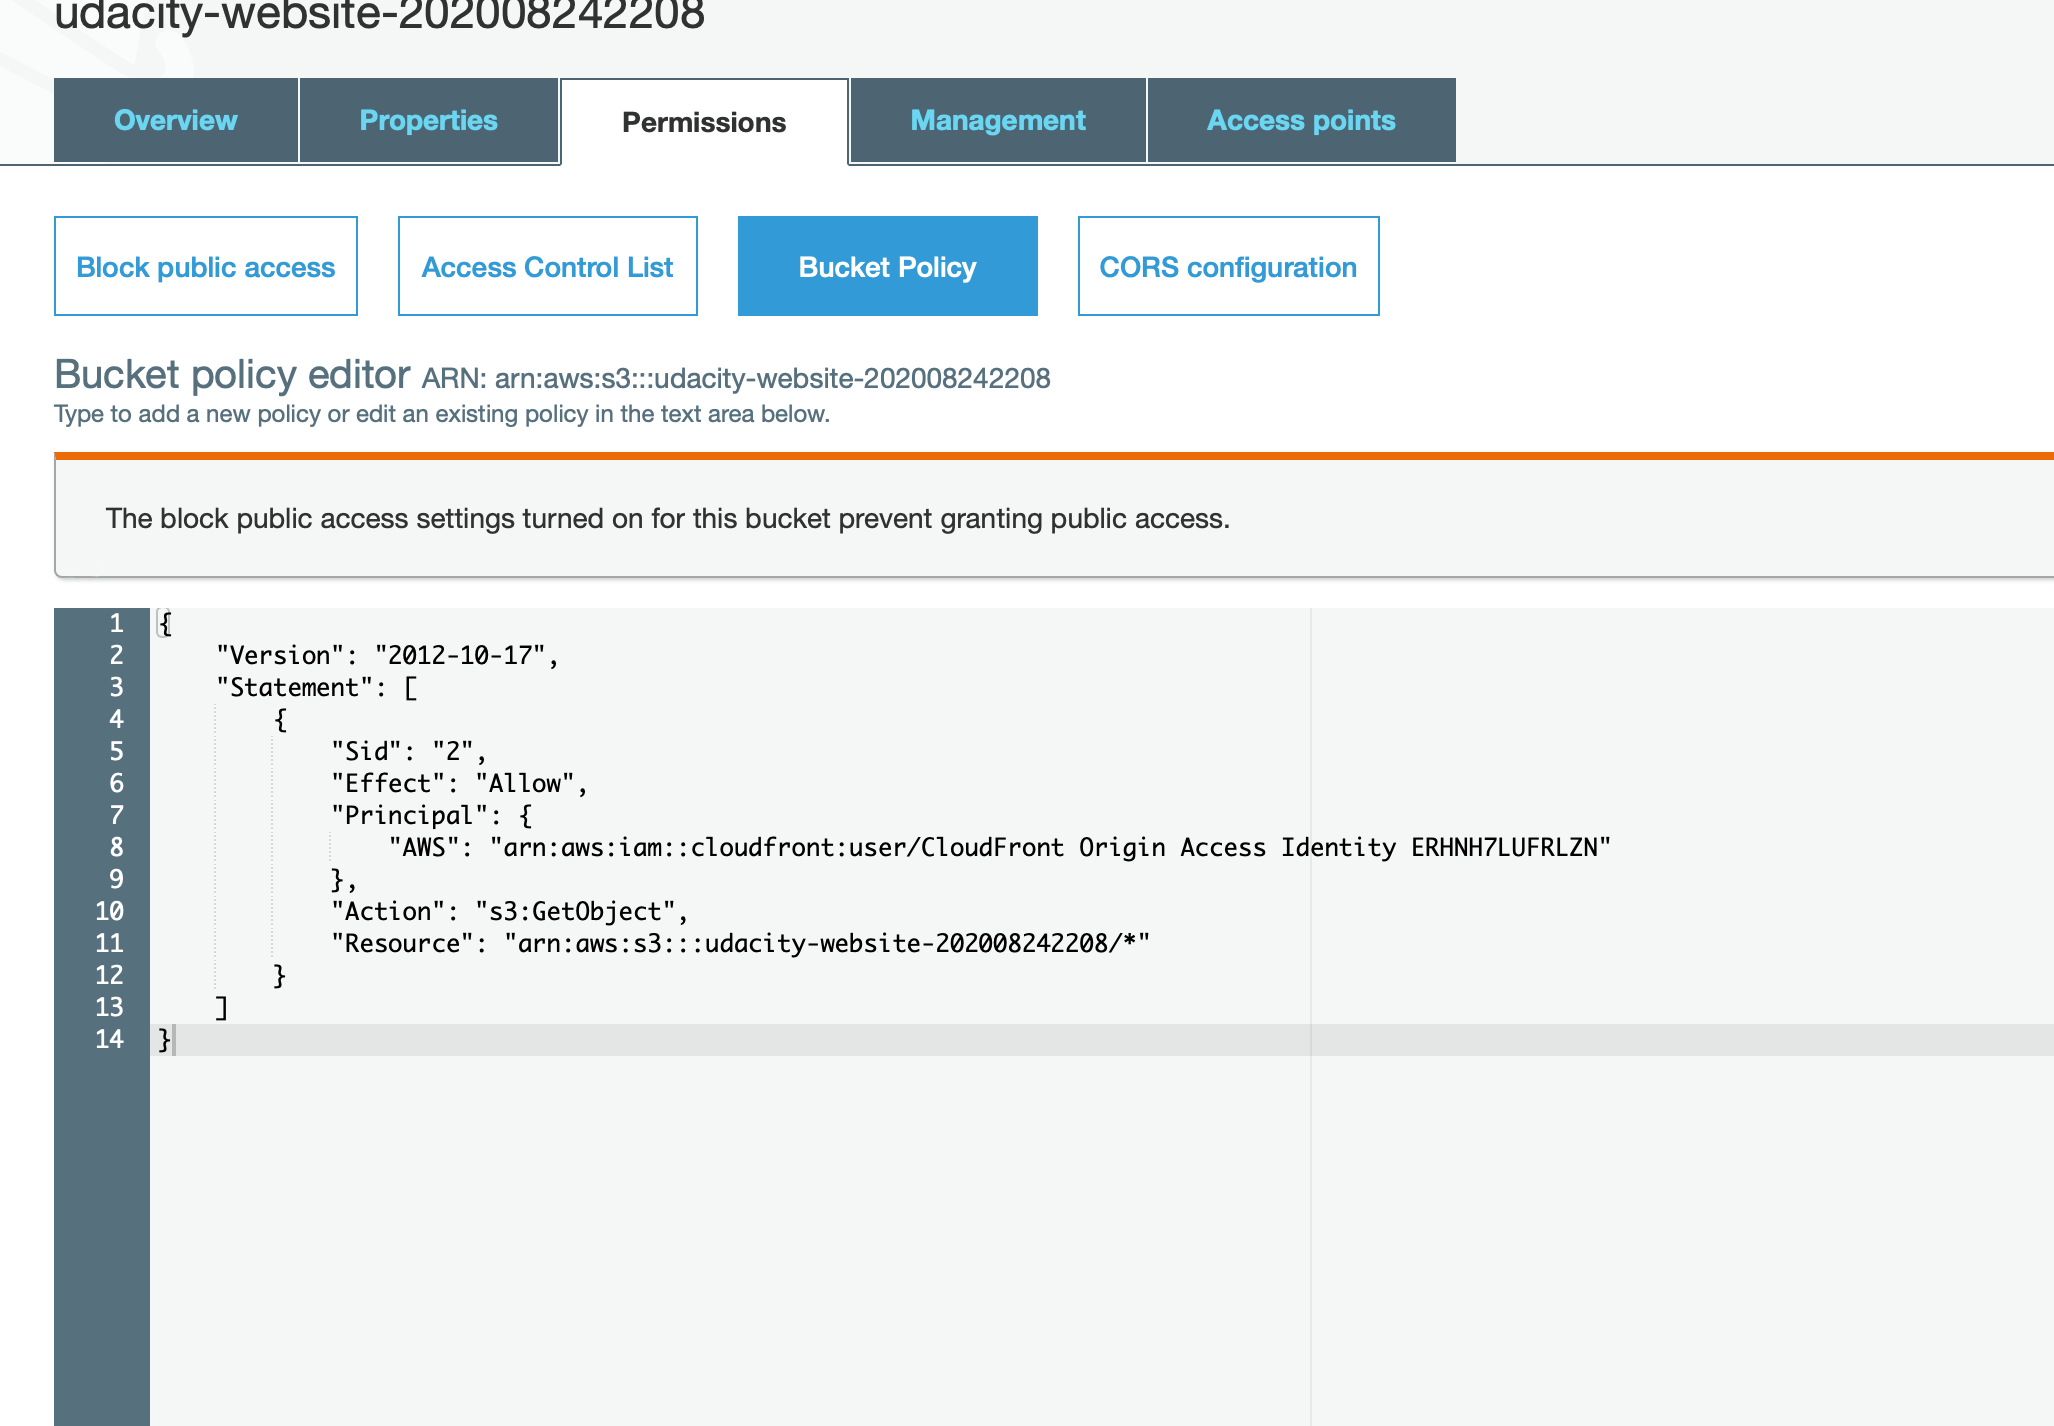 udacity-website-202008242208
Overview Properties Permissions Management Access points
Block public access Access Control List Bucket Policy CORS configuration
Bucket policy editor ARN: arn:aws:s3:::udacity-website-202008242208
Type to add a new policy or edit an existing policy in the text area below.
The block public access settings turned on for this bucket prevent granting public access.
1 {
2     "Version": "2012-10-17",
3     "Statement": [
4         {
5             "Sid": "2",
6             "Effect": "Allow",
7             "Principal": {
8                 "AWS": "arn:aws:iam::cloudfront:user/CloudFront Origin Access Identity ERHNH7LUFRLZN"
9             },
10             "Action": "s3:GetObject",
11             "Resource": "arn:aws:s3:::udacity-website-202008242208/*"
12         }
13     ]
14 }